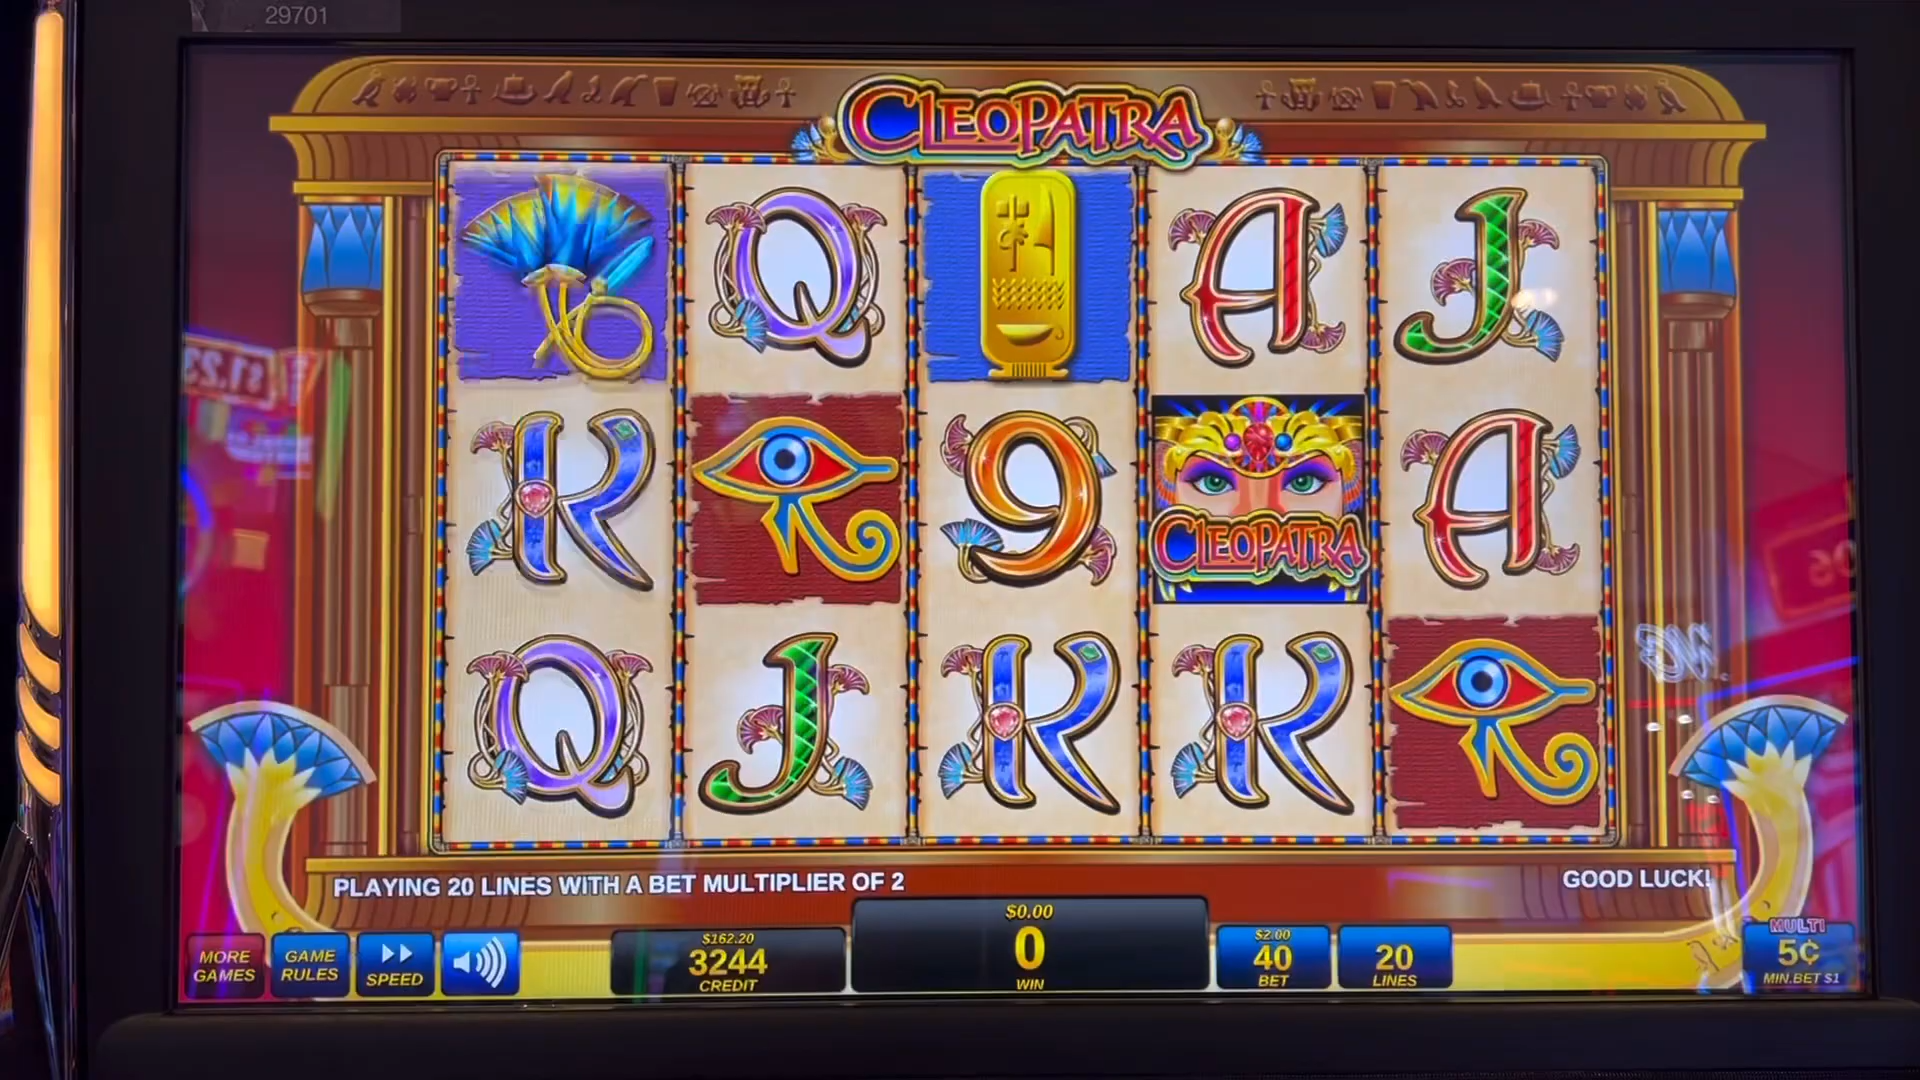 29701
CLEOPATRA
Q A J
K 9 A
CLEOPATRA
Q J K K
PLAYING 20 LINES WITH A BET MULTIPLIER OF 2
GOOD LUCK!
MORE GAMES
GAME RULES
SPEED
$162.20
3244
CREDIT
$0.00
0
WIN
$2.00
40
BET
20
LINES
MULTI
5¢
MIN.BET $1